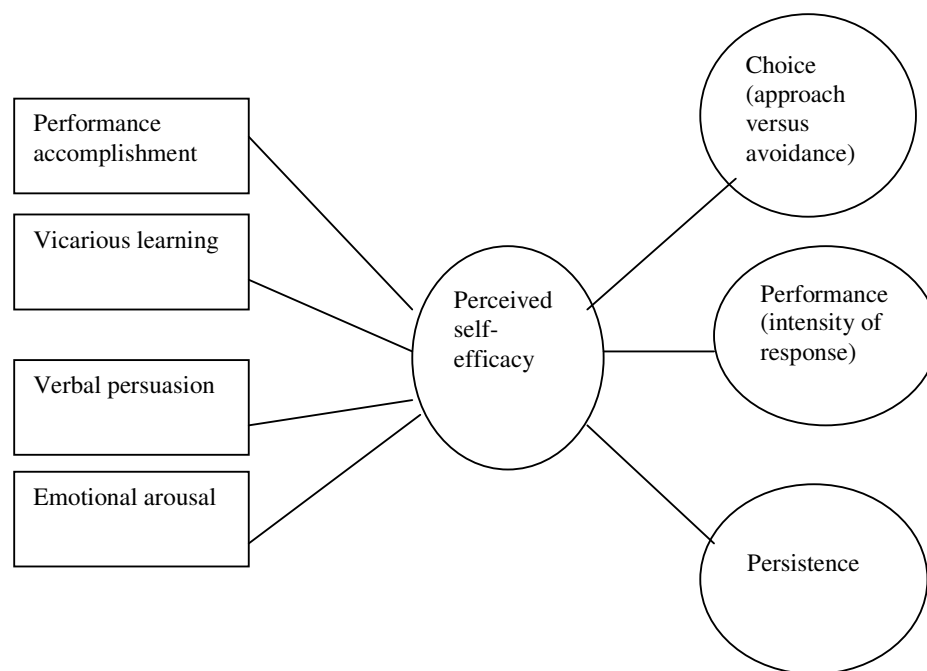 Performance
accomplishment
Vicarious learning
Verbal persuasion
Emotional arousal
Perceived
self-
efficacy
Choice
(approach
versus
avoidance)
Performance
(intensity of
response)
Persistence